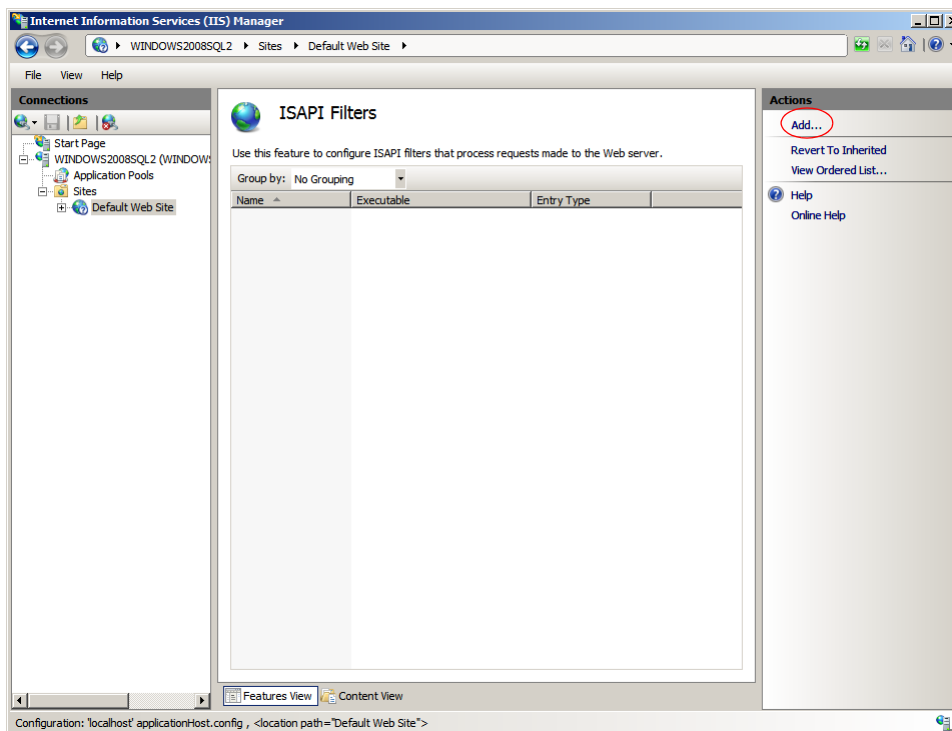 Internet Information Services (IIS) Manager
WINDOWS2008SQL2 Sites Default Web Site
File View Help
Connections
Start Page
WINDOWS2008SQL2 (WINDOWS
Application Pools
Sites
Default Web Site
ISAPI Filters
Use this feature to configure ISAPI filters that process requests made to the Web server.
Group by: No Grouping
Name Executable Entry Type
Features View Content View
Actions
Add...
Revert To Inherited
View Ordered List...
Help
Online Help
Configuration: 'localhost' applicationHost.config , <location path="Default Web Site">